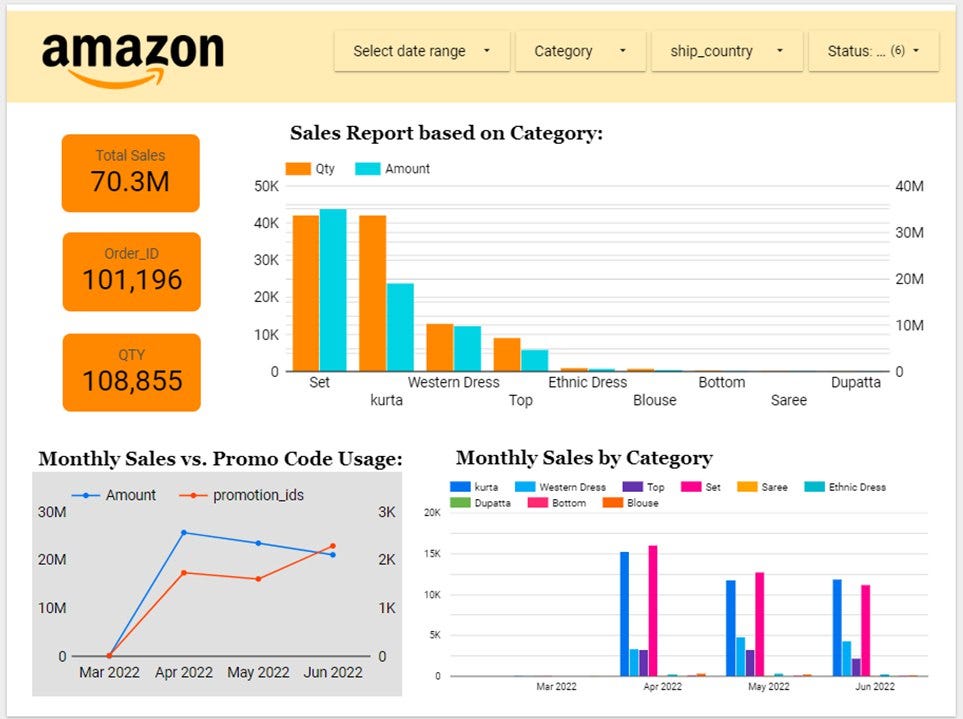 amazon
Select date range
Category
ship_country
Status: ... (6)
Total Sales
70.3M
Order_ID
101,196
QTY
108,855
Sales Report based on Category:
Qty Amount
50K 40M
40K
30M
30K
20M
20K
10M
10K
0 0
Set Western Dress Ethnic Dress Bottom Dupatta
kurta Top Blouse Saree
Monthly Sales vs. Promo Code Usage:
Amount promotion_ids
30M 3K
20M 2K
10M 1K
0 0
Mar 2022 Apr 2022 May 2022 Jun 2022
Monthly Sales by Category
kurta Western Dress Top Set Saree Ethnic Dress
Dupatta Bottom Blouse
20K
15K
10K
5K
0
Mar 2022 Apr 2022 May 2022 Jun 2022